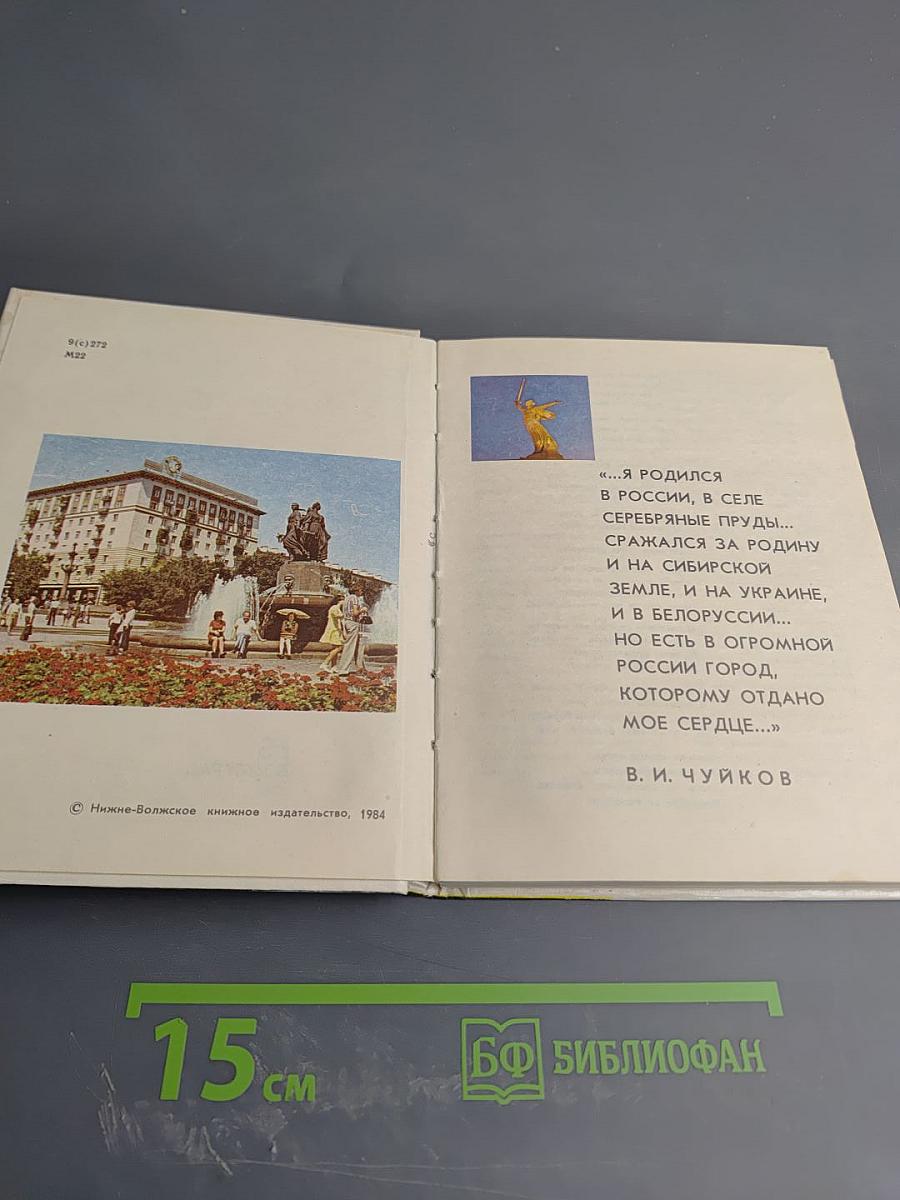 9(с)272
М22
© Нижне-Волжское книжное издательство, 1984
«...Я РОДИЛСЯ
В РОССИИ, В СЕЛЕ
СЕРЕБРЯНЫЕ ПРУДЫ...
СРАЖАЛСЯ ЗА РОДИНУ
И НА СИБИРСКОЙ
ЗЕМЛЕ, И НА УКРАИНЕ,
И В БЕЛОРУССИИ...
НО ЕСТЬ В ОГРОМНОЙ
РОССИИ ГОРОД,
КОТОРОМУ ОТДАНО
МОЕ СЕРДЦЕ...»
В. И. ЧУЙКОВ
15 см
БФ БИБЛИОФАН